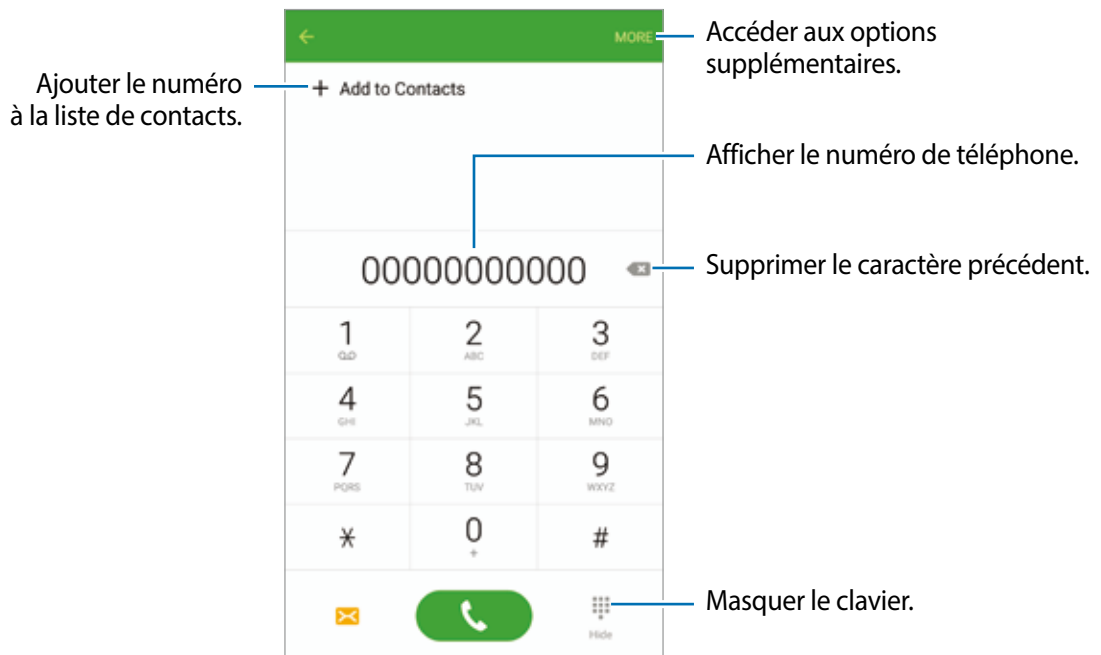 MORE
Accéder aux options
supplémentaires.
Ajouter le numéro
à la liste de contacts.
+ Add to Contacts
Afficher le numéro de téléphone.
00000000000
Supprimer le caractère précédent.
1 2 3
ABC DEF
4 5 6
GHI JKL MNO
7 8 9
PQRS TUV WXYZ
* 0 #
+
Masquer le clavier.
Hide